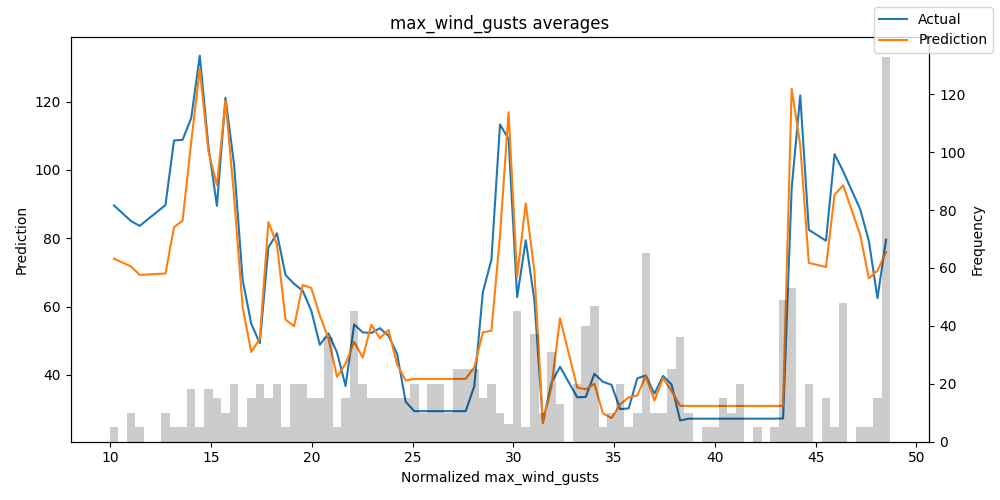 max_wind_gusts averages
Actual
Prediction
Prediction
120
100
80
60
40
120
100
80
60
40
20
0
Frequency
10 15 20 25 30 35 40 45 50
Normalized max_wind_gusts